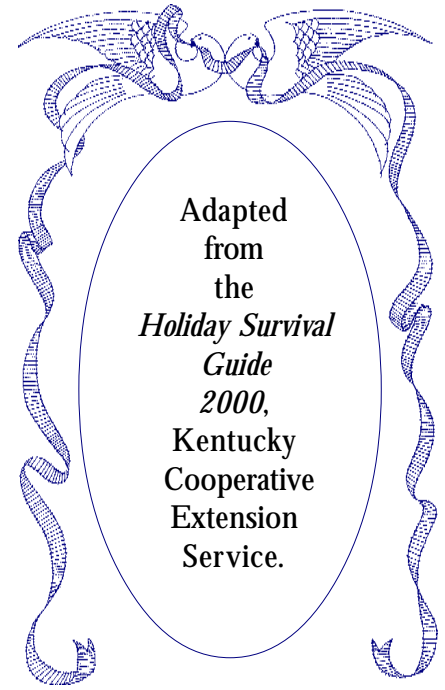 Adapted
from
the
Holiday Survival
Guide
2000,
Kentucky
Cooperative
Extension
Service.